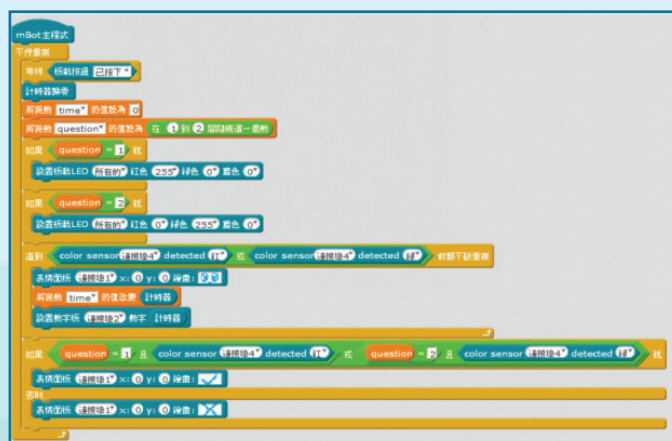 mBot主程式
不停重複
等待 板載按鈕 已按下
計時器歸零
將變數 time 的值設為 0
將變數 question 的值設為 在 1 到 2 間隨機選一個數
如果 question = 1 就
設置板載LED 所有的 紅色 255 綠色 0 藍色 0
如果 question = 2 就
設置板載LED 所有的 紅色 0 綠色 255 藍色 0
直到 color sensor 連接埠4 detected 紅 或 color sensor 連接埠4 detected 綠 前都不斷重複
表情面板 連接埠1 x: 0 y: 0 繪畫:
將變數 time 的值改變 計時器
設置數字板 連接埠2 數字 計時器
如果 question = 1 且 color sensor 連接埠4 detected 紅 或 question = 2 且 color sensor 連接埠4 detected 綠 就
表情面板 連接埠1 x: 0 y: 0 繪畫:
否則
表情面板 連接埠1 x: 0 y: 0 繪畫: